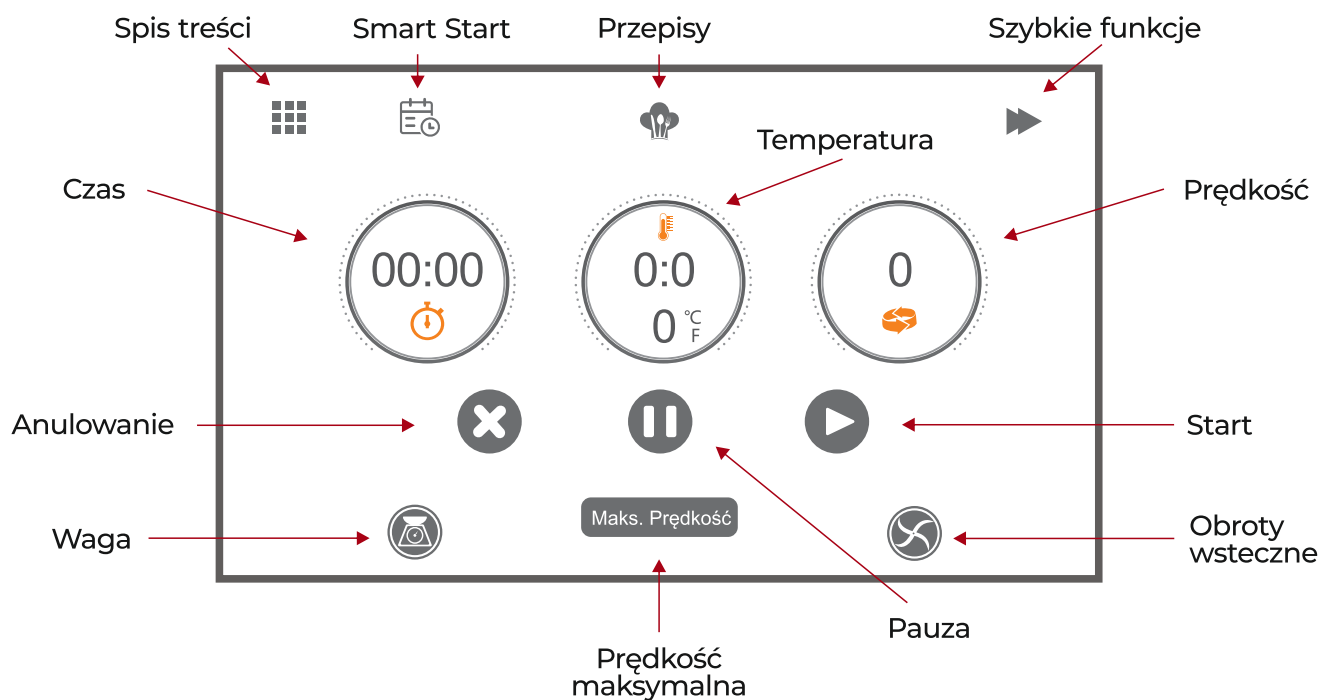 Spis treści
Smart Start
Przepisy
Szybkie funkcje
Temperatura
Czas
Prędkość
00:00
0:0
0 °C
F
0
Anulowanie
Start
Waga
Maks. Prędkość
Obroty
wsteczne
Pauza
Prędkość
maksymalna